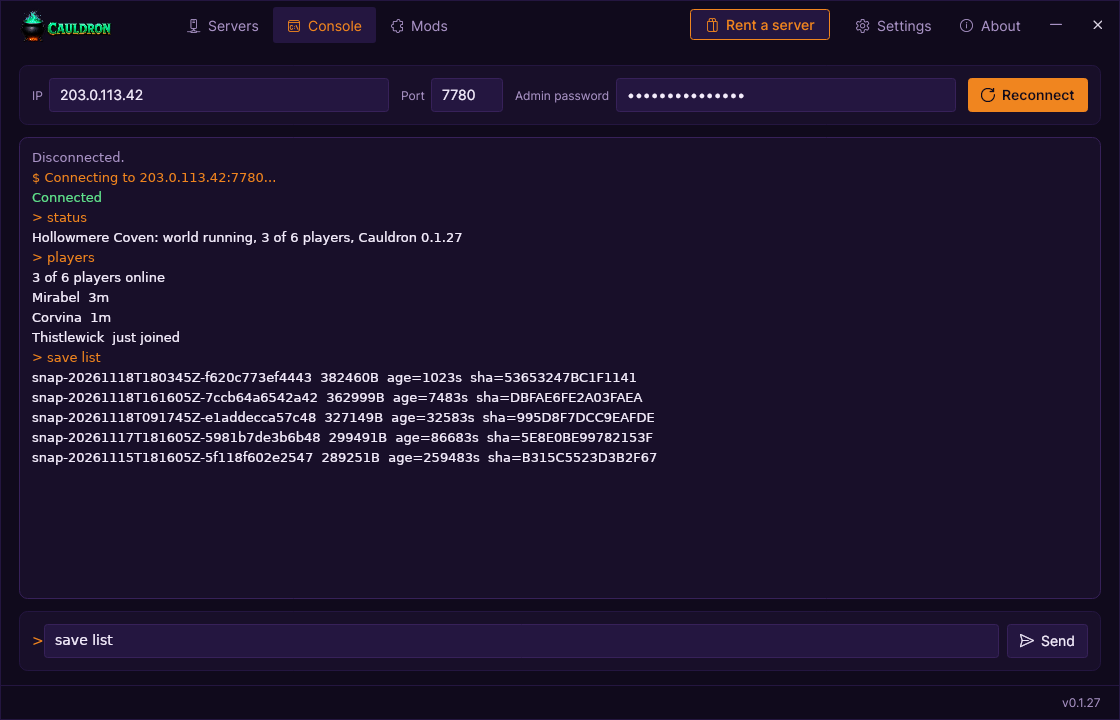 CAULDRON
Servers
Console
Mods
Rent a server
Settings
About
IP
203.0.113.42
Port
7780
Admin password
•••••••••••••••
Reconnect
Disconnected.
$ Connecting to 203.0.113.42:7780...
Connected
> status
Hollowmere Coven: world running, 3 of 6 players, Cauldron 0.1.27
> players
3 of 6 players online
Mirabel  3m
Corvina  1m
Thistlewick  just joined
> save list
snap-20261118T180345Z-f620c773ef4443  382460B  age=1023s  sha=53653247BC1F1141
snap-20261118T161605Z-7ccb64a6542a42  362999B  age=7483s  sha=DBFAE6FE2A03FAEA
snap-20261118T091745Z-e1addecca57c48  327149B  age=32583s  sha=995D8F7DCC9EAFDE
snap-20261117T181605Z-5981b7de3b6b48  299491B  age=86683s  sha=5E8E0BE99782153F
snap-20261115T181605Z-5f118f602e2547  289251B  age=259483s  sha=B315C5523D3B2F67
> save list
Send
v0.1.27